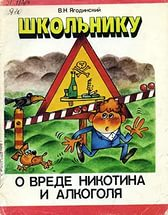 В.Н. Ягодинский
ШКОЛЬНИКУ
О ВРЕДЕ НИКОТИНА
И АЛКОГОЛЯ